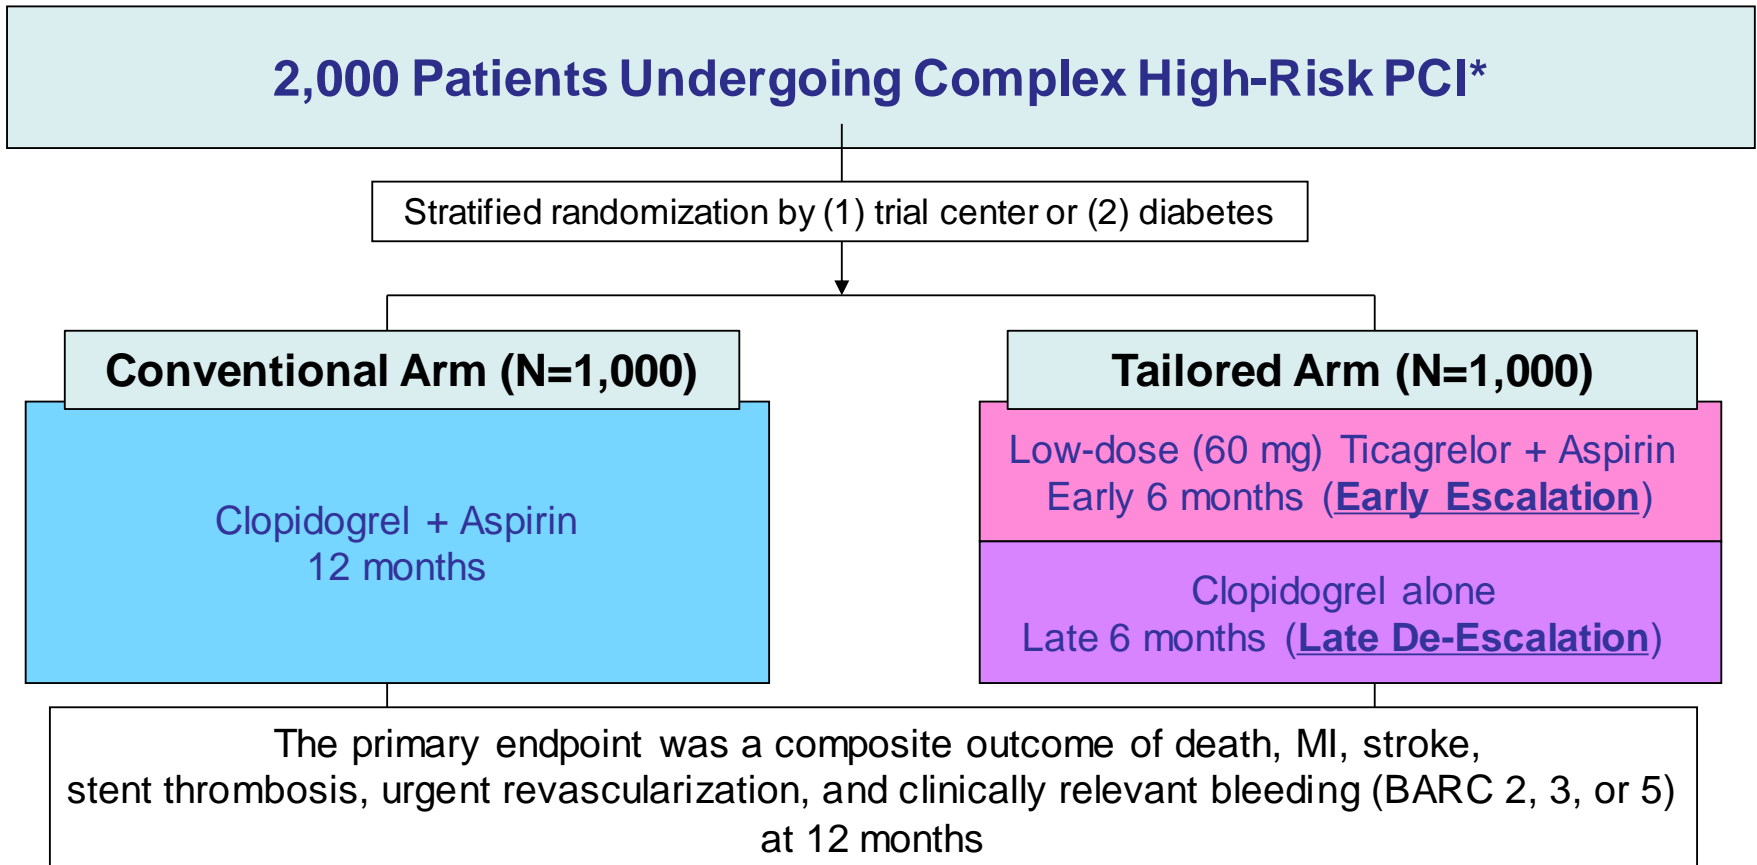 2,000 Patients Undergoing Complex High-Risk PCI*
Stratified randomization by (1) trial center or (2) diabetes
Conventional Arm (N=1,000)
Clopidogrel + Aspirin
12 months
Tailored Arm (N=1,000)
Low-dose (60 mg) Ticagrelor + Aspirin
Early 6 months (Early Escalation)
Clopidogrel alone
Late 6 months (Late De-Escalation)
The primary endpoint was a composite outcome of death, MI, stroke,
stent thrombosis, urgent revascularization, and clinically relevant bleeding (BARC 2, 3, or 5)
at 12 months